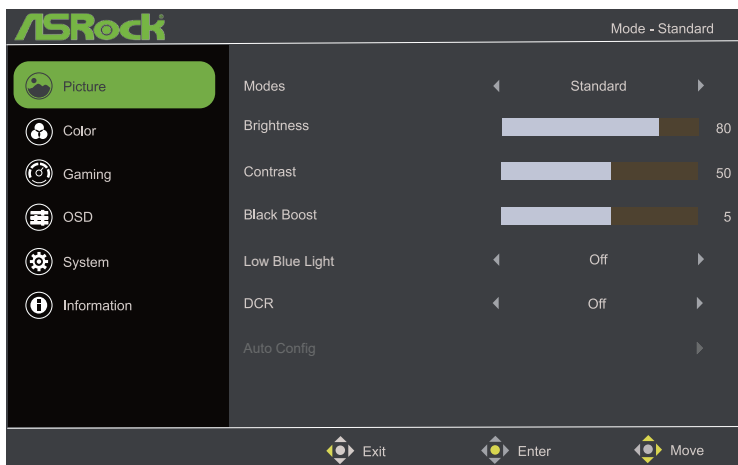 ASRock
Mode - Standard
Picture
Color
Gaming
OSD
System
Information
Modes Standard
Brightness 80
Contrast 50
Black Boost 5
Low Blue Light Off
DCR Off
Auto Config
Exit Enter Move